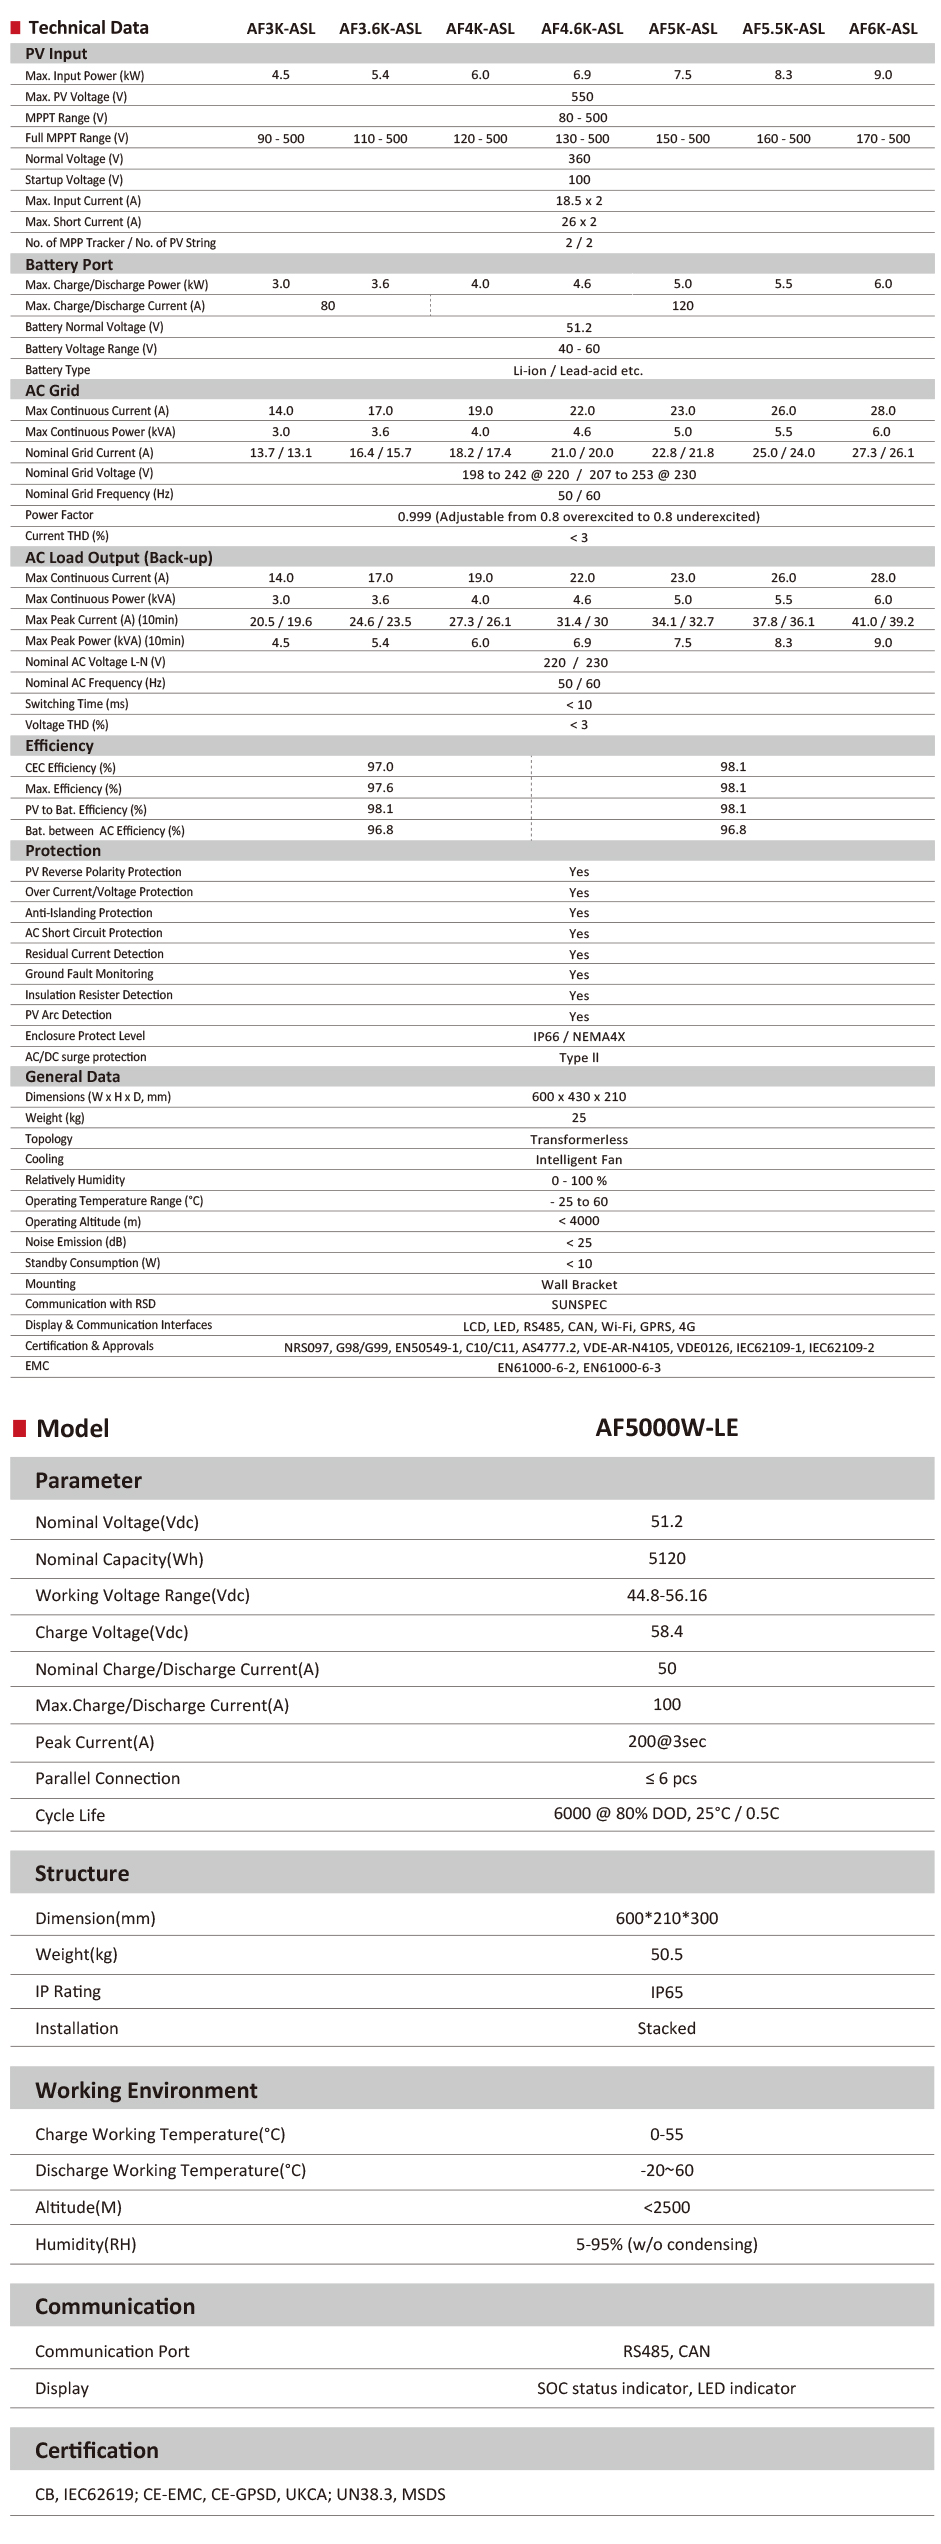 Technical Data AF3K-ASL AF3.6K-ASL AF4K-ASL AF4.6K-ASL AF5K-ASL AF5.5K-ASL AF6K-ASL
PV Input
Max. Input Power (kW) 4.5 5.4 6.0 6.9 7.5 8.3 9.0
Max. PV Voltage (V) 550
MPPT Range (V) 80 - 500
Full MPPT Range (V) 90 - 500 110 - 500 120 - 500 130 - 500 150 - 500 160 - 500 170 - 500
Normal Voltage (V) 360
Startup Voltage (V) 100
Max. Input Current (A) 18.5 x 2
Max. Short Current (A) 26 x 2
No. of MPP Tracker / No. of PV String 2 / 2
Battery Port
Max. Charge/Discharge Power (kW) 3.0 3.6 4.0 4.6 5.0 5.5 6.0
Max. Charge/Discharge Current (A) 80 120
Battery Normal Voltage (V) 51.2
Battery Voltage Range (V) 40 - 60
Battery Type Li-ion / Lead-acid etc.
AC Grid
Max Continuous Current (A) 14.0 17.0 19.0 22.0 23.0 26.0 28.0
Max Continuous Power (kVA) 3.0 3.6 4.0 4.6 5.0 5.5 6.0
Nominal Grid Current (A) 13.7 / 13.1 16.4 / 15.7 18.2 / 17.4 21.0 / 20.0 22.8 / 21.8 25.0 / 24.0 27.3 / 26.1
Nominal Grid Voltage (V) 198 to 242 @ 220 / 207 to 253 @ 230
Nominal Grid Frequency (Hz) 50 / 60
Power Factor 0.999 (Adjustable from 0.8 overexcited to 0.8 underexcited)
Current THD (%) < 3
AC Load Output (Back-up)
Max Continuous Current (A) 14.0 17.0 19.0 22.0 23.0 26.0 28.0
Max Continuous Power (kVA) 3.0 3.6 4.0 4.6 5.0 5.5 6.0
Max Peak Current (A) (10min) 20.5 / 19.6 24.6 / 23.5 27.3 / 26.1 31.4 / 30 34.1 / 32.7 37.8 / 36.1 41.0 / 39.2
Max Peak Power (kVA) (10min) 4.5 5.4 6.0 6.9 7.5 8.3 9.0
Nominal AC Voltage L-N (V) 220 / 230
Nominal AC Frequency (Hz) 50 / 60
Switching Time (ms) < 10
Voltage THD (%) < 3
Efficiency
CEC Efficiency (%) 97.0 98.1
Max. Efficiency (%) 97.6 98.1
PV to Bat. Efficiency (%) 98.1 98.1
Bat. between AC Efficiency (%) 96.8 96.8
Protection
PV Reverse Polarity Protection Yes
Over Current/Voltage Protection Yes
Anti-Islanding Protection Yes
AC Short Circuit Protection Yes
Residual Current Detection Yes
Ground Fault Monitoring Yes
Insulation Resister Detection Yes
PV Arc Detection Yes
Enclosure Protect Level IP66 / NEMA4X
AC/DC surge protection Type ll
General Data
Dimensions (W x H x D, mm) 600 x 430 x 210
Weight (kg) 25
Topology Transformerless
Cooling Intelligent Fan
Relatively Humidity 0 - 100 %
Operating Temperature Range (°C) - 25 to 60
Operating Altitude (m) < 4000
Noise Emission (dB) < 25
Standby Consumption (W) < 10
Mounting Wall Bracket
Communication with RSD SUNSPEC
Display & Communication Interfaces LCD, LED, RS485, CAN, Wi-Fi, GPRS, 4G
Certification & Approvals NRS097, G98/G99, EN50549-1, C10/C11, AS4777.2, VDE-AR-N4105, VDE0126, IEC62109-1, IEC62109-2
EMC EN61000-6-2, EN61000-6-3
Model AF5000W-LE
Parameter
Nominal Voltage(Vdc) 51.2
Nominal Capacity(Wh) 5120
Working Voltage Range(Vdc) 44.8-56.16
Charge Voltage(Vdc) 58.4
Nominal Charge/Discharge Current(A) 50
Max.Charge/Discharge Current(A) 100
Peak Current(A) 200@3sec
Parallel Connection ≤ 6 pcs
Cycle Life 6000 @ 80% DOD, 25°C / 0.5C
Structure
Dimension(mm) 600*210*300
Weight(kg) 50.5
IP Rating IP65
Installation Stacked
Working Environment
Charge Working Temperature(°C) 0-55
Discharge Working Temperature(°C) -20~60
Altitude(M) <2500
Humidity(RH) 5-95% (w/o condensing)
Communication
Communication Port RS485, CAN
Display SOC status indicator, LED indicator
Certification
CB, IEC62619; CE-EMC, CE-GPSD, UKCA; UN38.3, MSDS